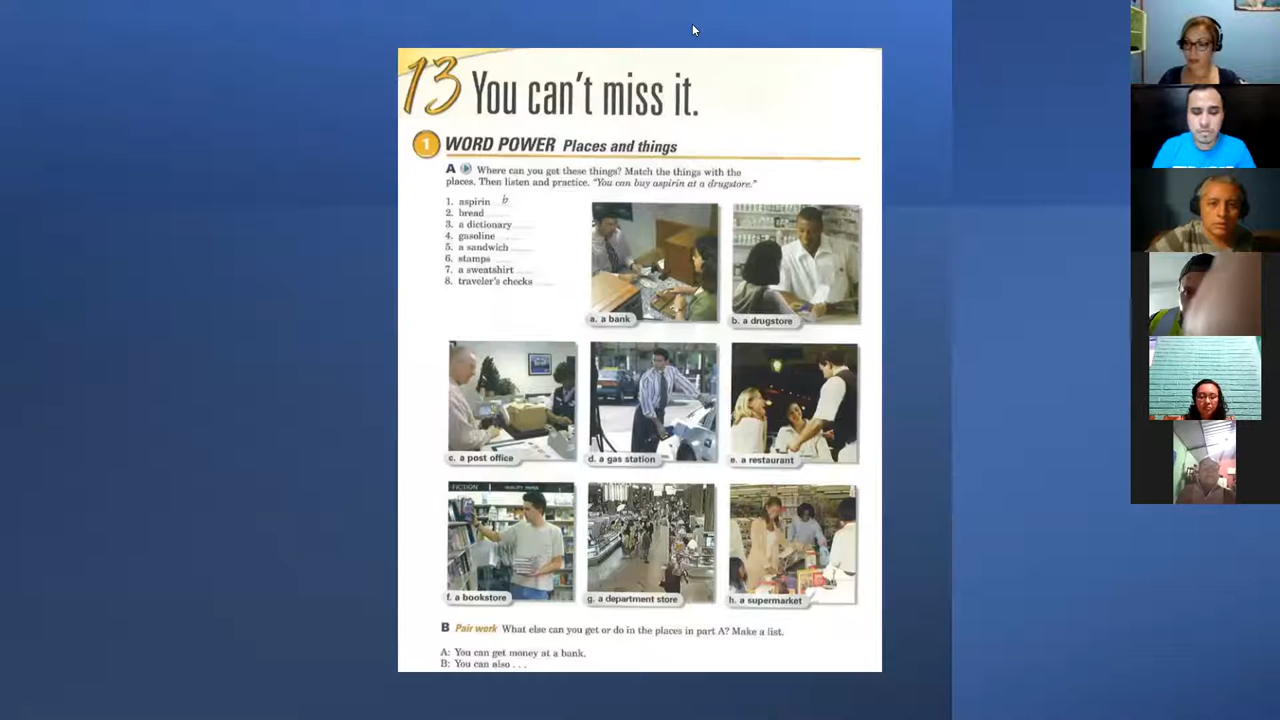 13 You can't miss it.
1 WORD POWER Places and things
A Where can you get these things? Match the things with the
places. Then listen and practice. "You can buy aspirin at a drugstore."
1. aspirin b
2. bread
3. a dictionary
4. gasoline
5. a sandwich
6. stamps
7. a sweatshirt
8. traveler's checks
a. a bank
b. a drugstore
c. a post office
d. a gas station
e. a restaurant
FICTION QUALITY PAPER
f. a bookstore
g. a department store
h. a supermarket
B Pair work What else can you get or do in the places in part A? Make a list.
A: You can get money at a bank.
B: You can also . . .